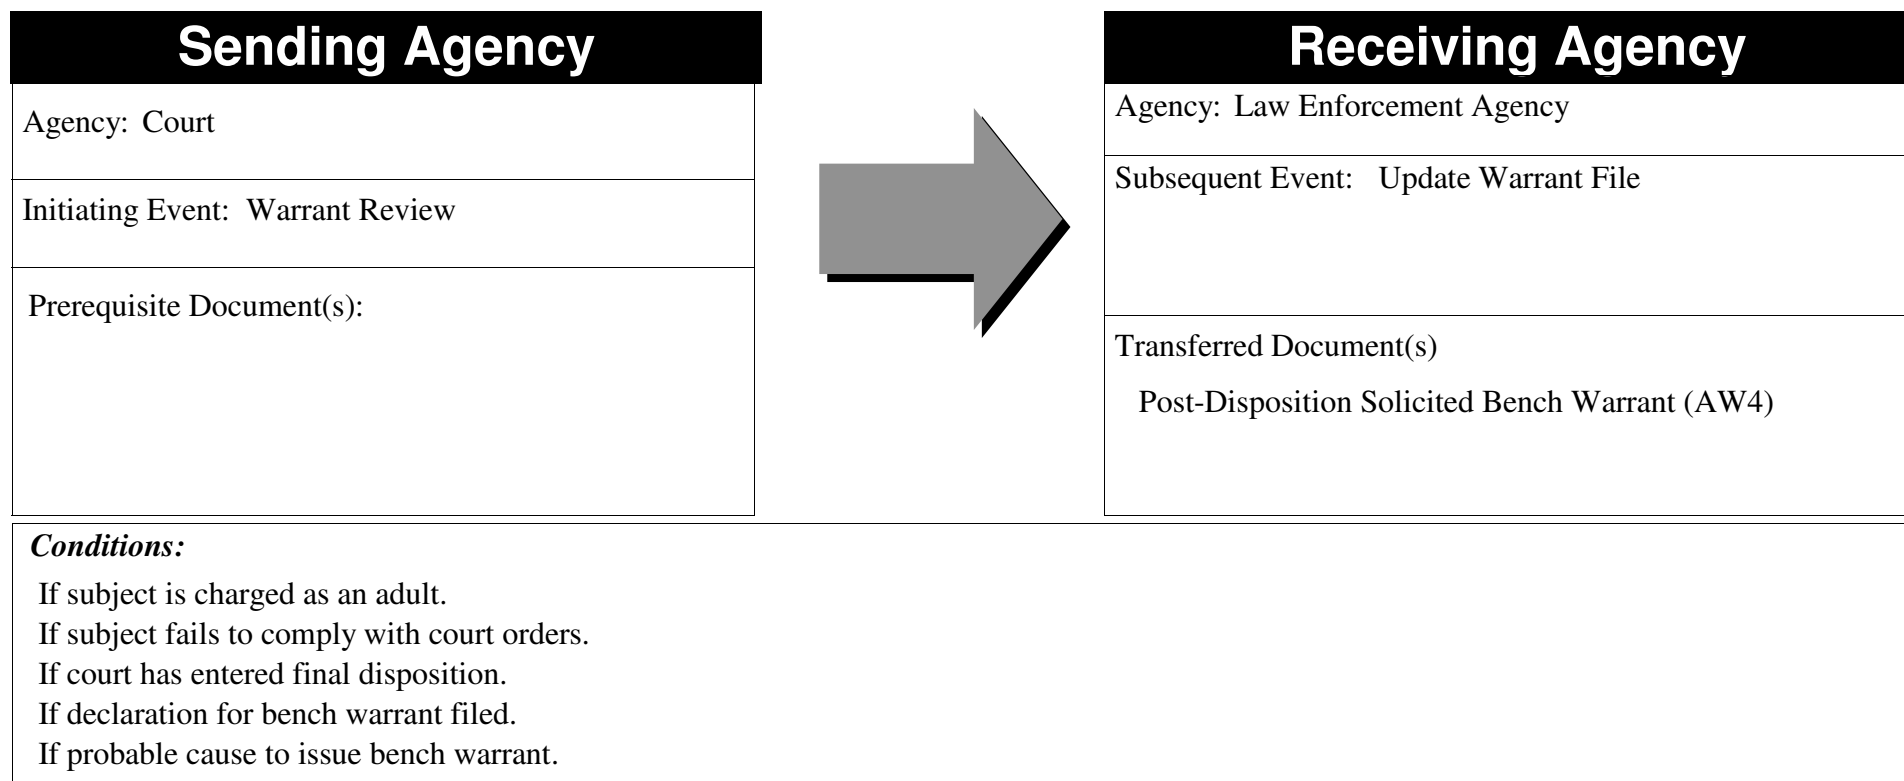 Sending Agency
Agency: Court
Initiating Event: Warrant Review
Prerequisite Document(s):
Receiving Agency
Agency: Law Enforcement Agency
Subsequent Event: Update Warrant File
Transferred Document(s)
Post-Disposition Solicited Bench Warrant (AW4)
Conditions:
If subject is charged as an adult.
If subject fails to comply with court orders.
If court has entered final disposition.
If declaration for bench warrant filed.
If probable cause to issue bench warrant.